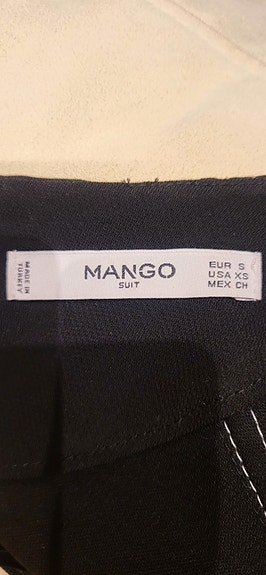 MADE IN
TURKEY
MANGO
SUIT
EUR S
USA XS
MEX CH